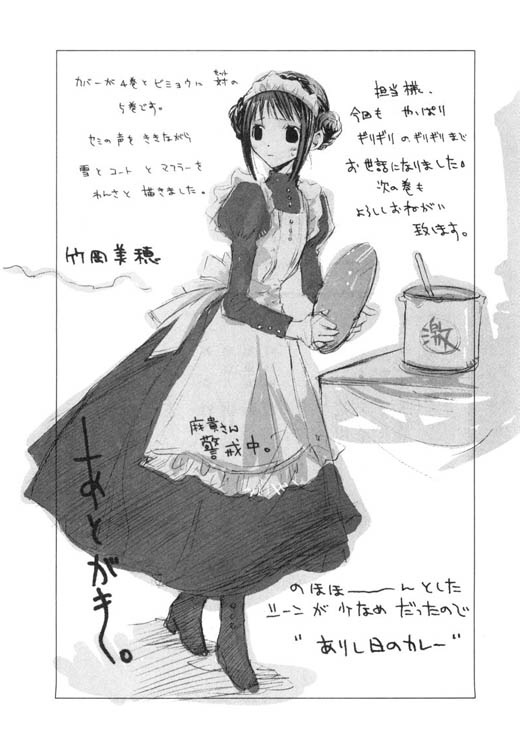 カバーが4巻とビミョウに対の
セット
5巻です。
セミの声をききながら
雪とコートとマフラーを
わんさと描きました。
竹岡美穂
担当様、
今回も やっぱり
ギリギリのギリギリまで
お世話になりました。
次の巻も
よろしくおねがい
致します。
激
麻貴さん
警戒中。
あとがきー。
のほほーんとした
シーンが少なめだったので
"ありし日のカレー"